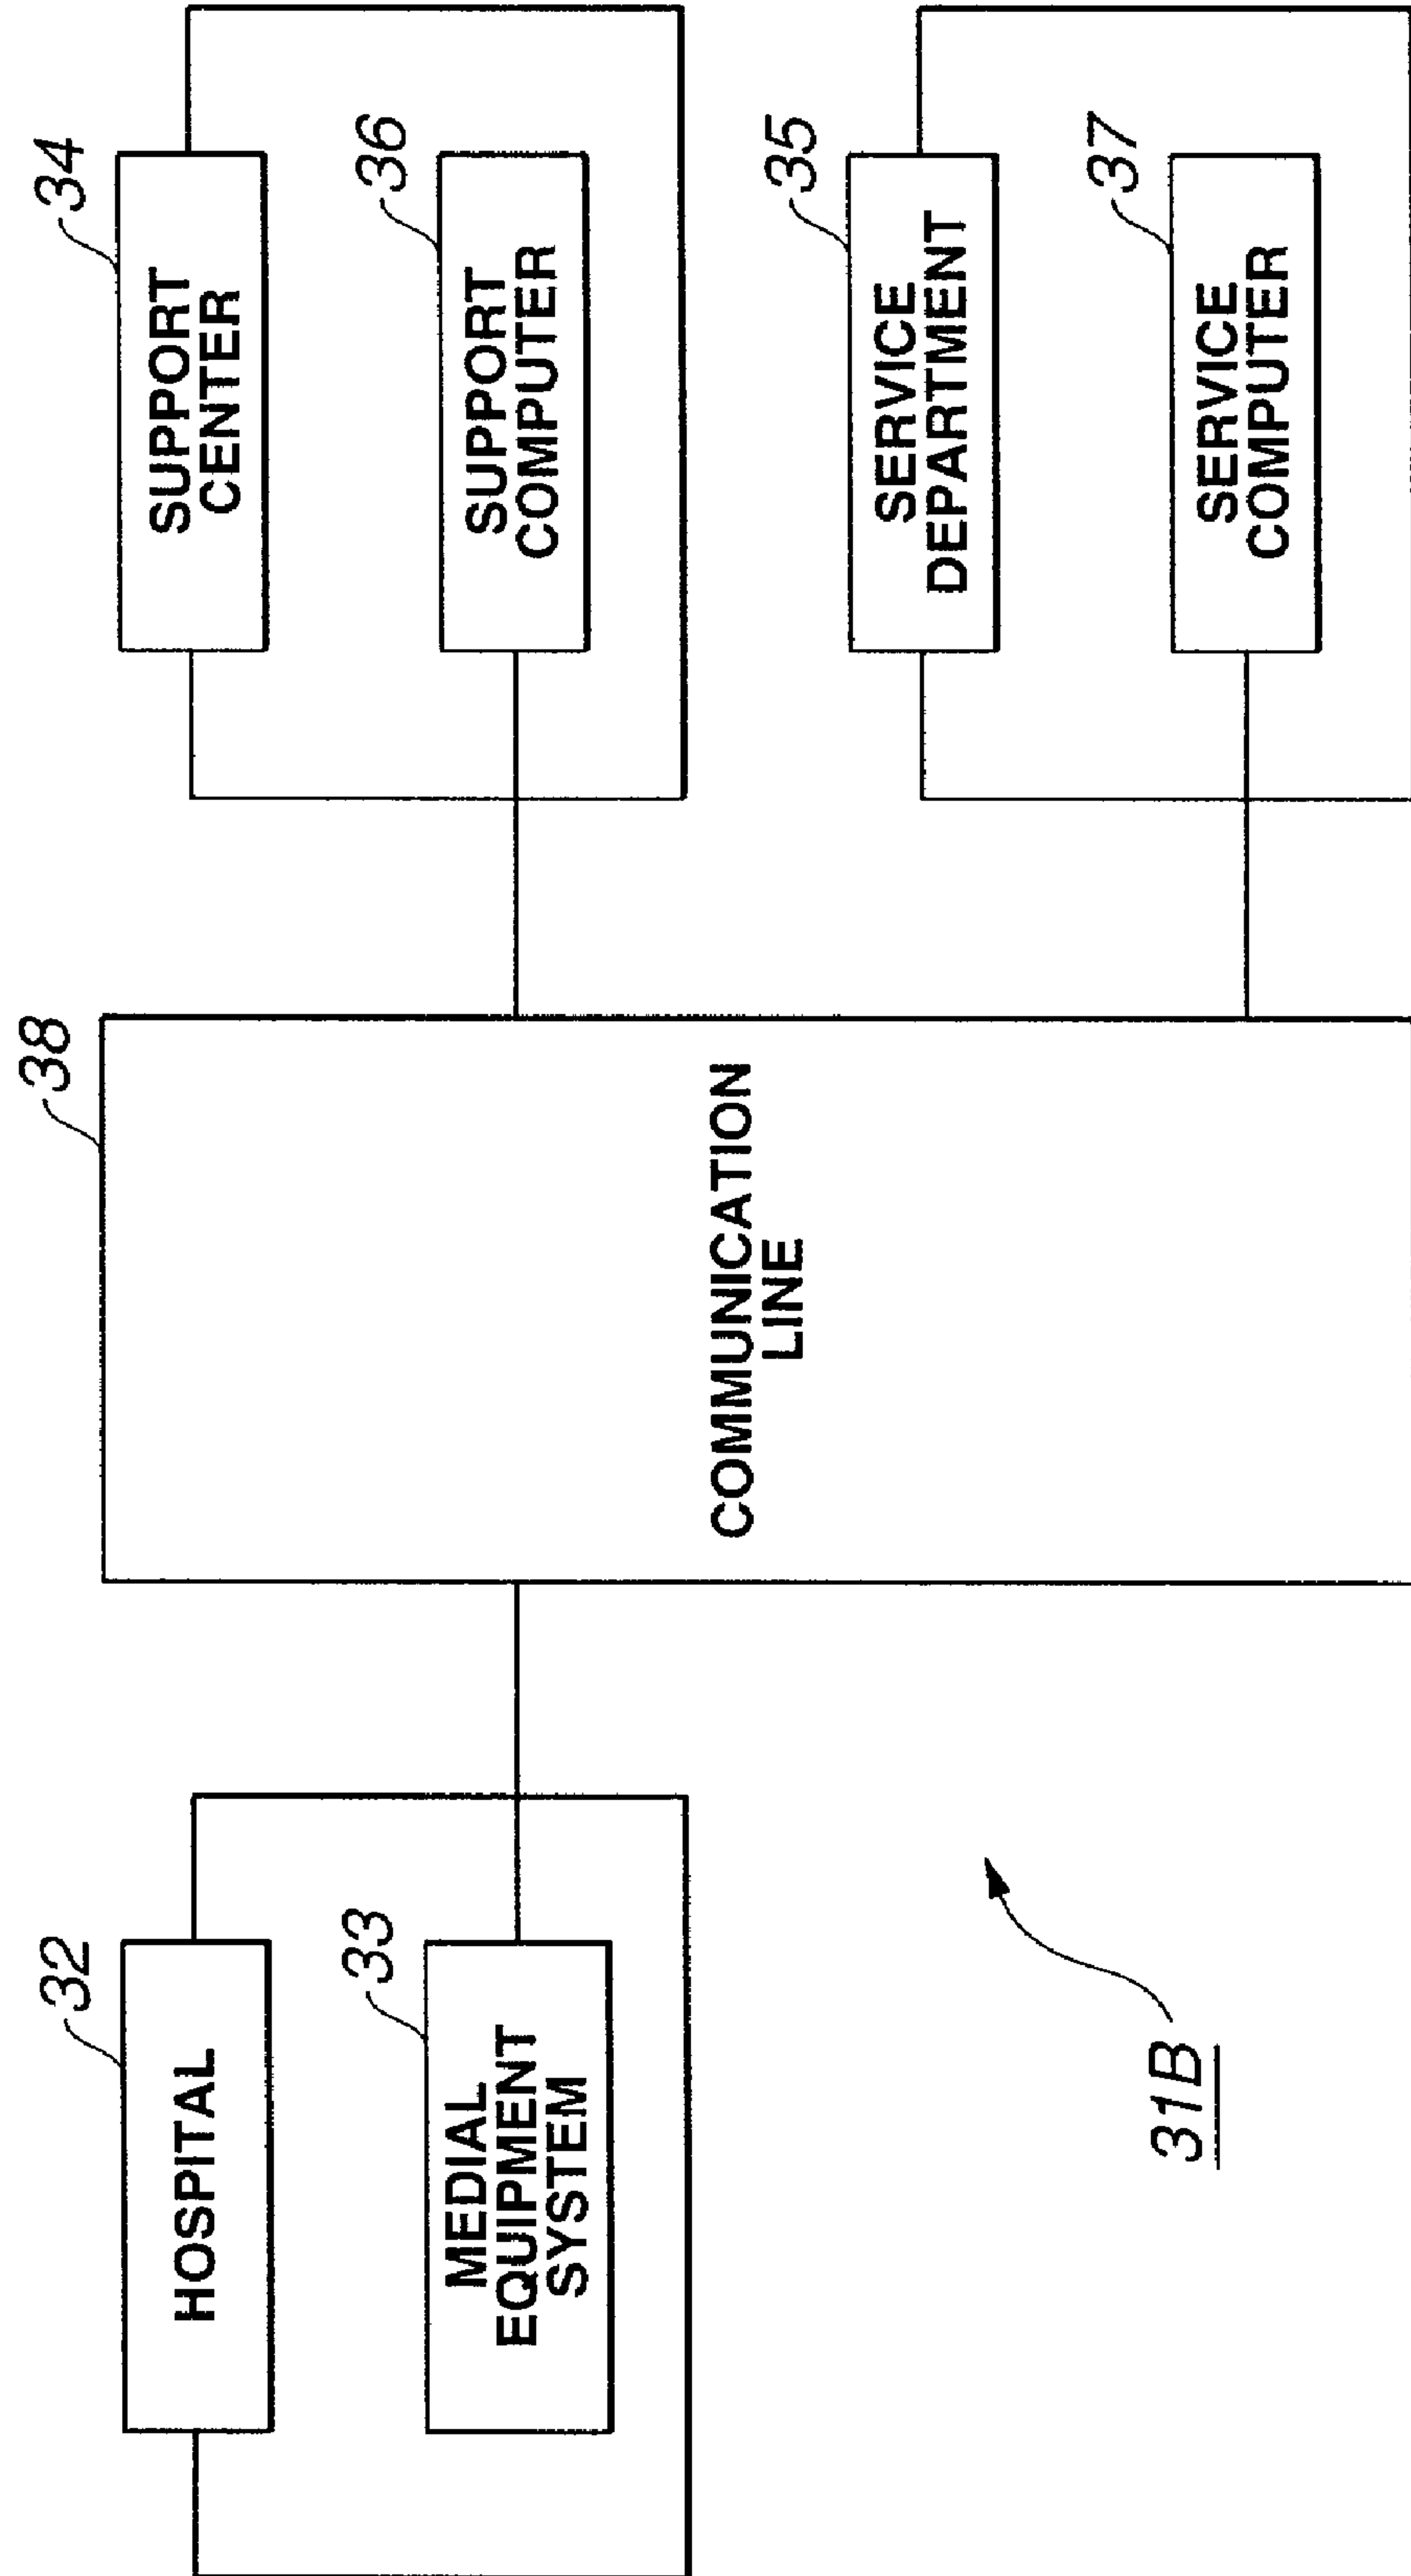 32
HOSPITAL
33
MEDIAL
EQUIPMENT
SYSTEM
38
COMMUNICATION
LINE
34
SUPPORT
CENTER
36
SUPPORT
COMPUTER
35
SERVICE
DEPARTMENT
37
SERVICE
COMPUTER
31B